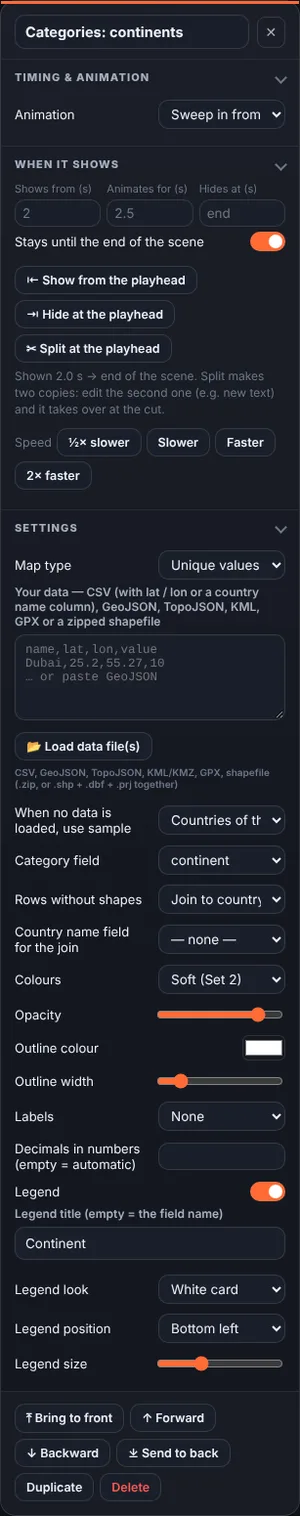 Categories: continents ✕
TIMING & ANIMATION
Animation Sweep in from
WHEN IT SHOWS
Shows from (s) Animates for (s) Hides at (s)
2 2.5 end
Stays until the end of the scene
⇤ Show from the playhead
⇥ Hide at the playhead
✂ Split at the playhead
Shown 2.0 s → end of the scene. Split makes
two copies: edit the second one (e.g. new text)
and it takes over at the cut.
Speed ½× slower Slower Faster
2× faster
SETTINGS
Map type Unique values
Your data — CSV (with lat / lon or a country
name column), GeoJSON, TopoJSON, KML,
GPX or a zipped shapefile
name,lat,lon,value
Dubai,25.2,55.27,10
… or paste GeoJSON
📂 Load data file(s)
CSV, GeoJSON, TopoJSON, KML/KMZ, GPX, shapefile
(.zip, or .shp + .dbf + .prj together)
When no data is
loaded, use sample Countries of th
Category field continent
Rows without shapes Join to country
Country name field
for the join — none —
Colours Soft (Set 2)
Opacity
Outline colour
Outline width
Labels None
Decimals in numbers
(empty = automatic)
Legend
Legend title (empty = the field name)
Continent
Legend look White card
Legend position Bottom left
Legend size
⤒ Bring to front ↑ Forward
↓ Backward ⤓ Send to back
Duplicate Delete